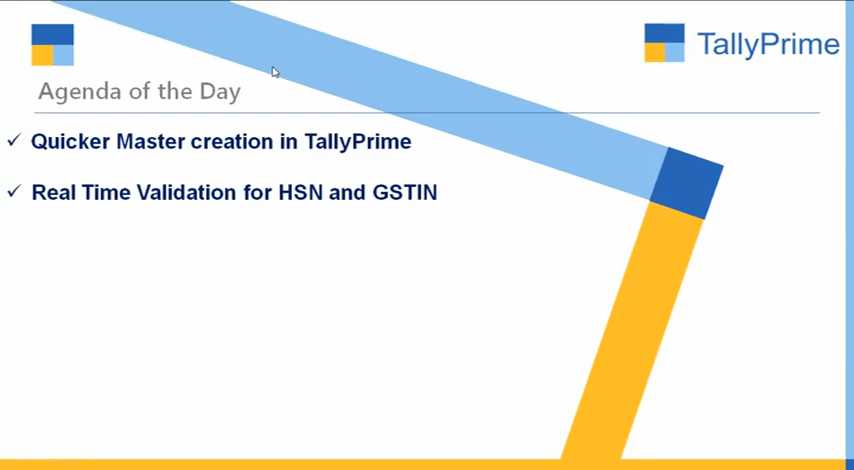 TallyPrime
Agenda of the Day
✓ Quicker Master creation in TallyPrime
✓ Real Time Validation for HSN and GSTIN